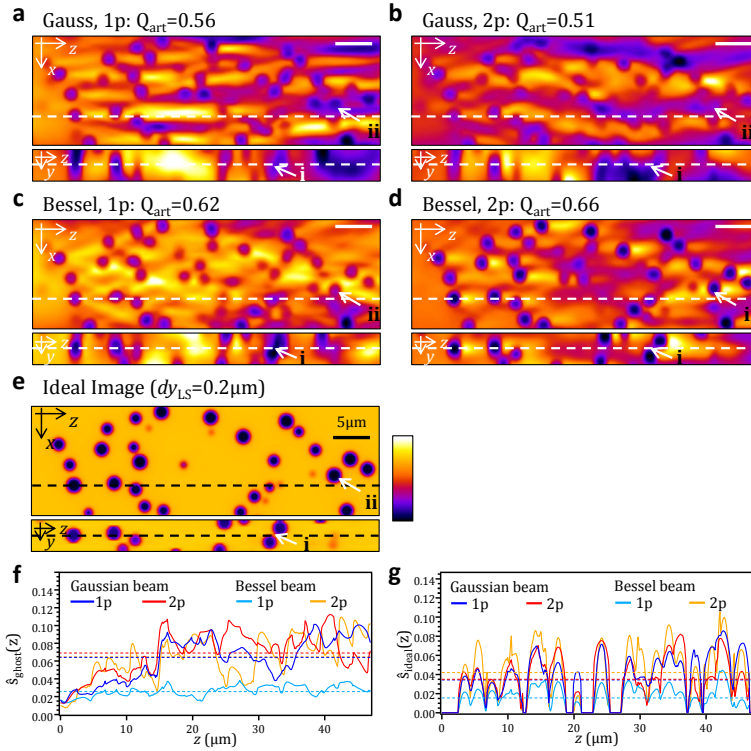 a Gauss, 1p: Q_art=0.56
z
x
ii
z
y
i
b Gauss, 2p: Q_art=0.51
z
x
ii
z
y
i
c Bessel, 1p: Q_art=0.62
z
x
ii
z
y
i
d Bessel, 2p: Q_art=0.66
z
x
ii
z
y
i
e Ideal Image (dy_LS=0.2µm)
z
x
5µm
ii
z
y
i
f
Gaussian beam Bessel beam
1p 2p 1p 2p
ŝ_ghost(z)
0.14
0.12
0.10
0.08
0.06
0.04
0.02
0.00
0 10 20 30 40
z (µm)
g
Gaussian beam Bessel beam
1p 2p 1p 2p
ŝ_ideal(z)
0.14
0.12
0.10
0.08
0.06
0.04
0.02
0.00
0 10 20 30 40
z (µm)